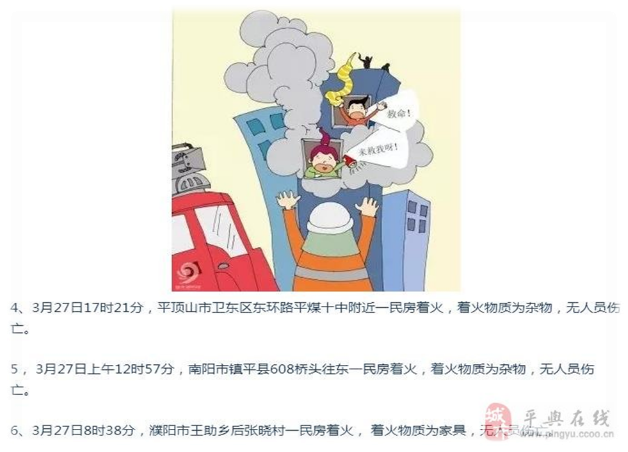 救命！
来救我呀！
4、3月27日17时21分，平顶山市卫东区东环路平煤十中附近一民房着火，着火物质为杂物，无人员伤
亡。
5， 3月27日上午12时57分，南阳市镇平县608桥头往东一民房着火，着火物质为杂物，无人员伤
亡。
6、3月27日8时38分，濮阳市王助乡后张晓村一民房着火， 着火物质为家具，无人员伤亡。
城
平舆在线
www.pingyu.ccoo.cn